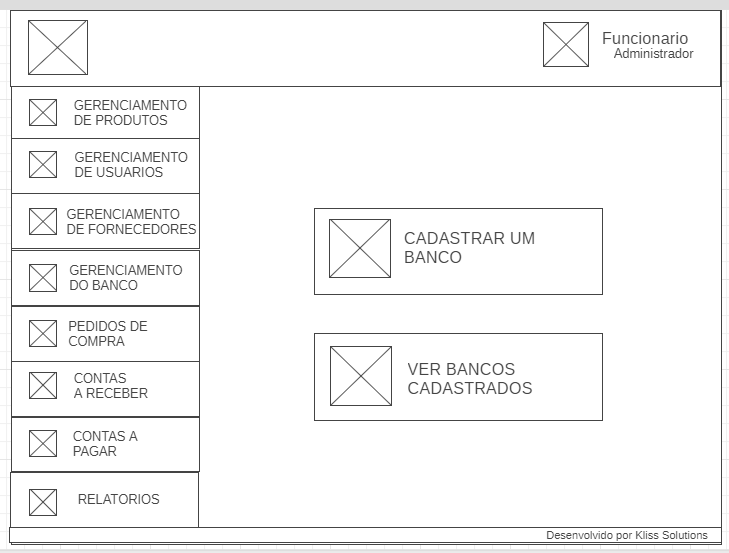 Funcionario
Administrador
GERENCIAMENTO
DE PRODUTOS
GERENCIAMENTO
DE USUARIOS
GERENCIAMENTO
DE FORNECEDORES
GERENCIAMENTO
DO BANCO
PEDIDOS DE
COMPRA
CONTAS
A RECEBER
CONTAS A
PAGAR
RELATORIOS
CADASTRAR UM
BANCO
VER BANCOS
CADASTRADOS
Desenvolvido por Kliss Solutions